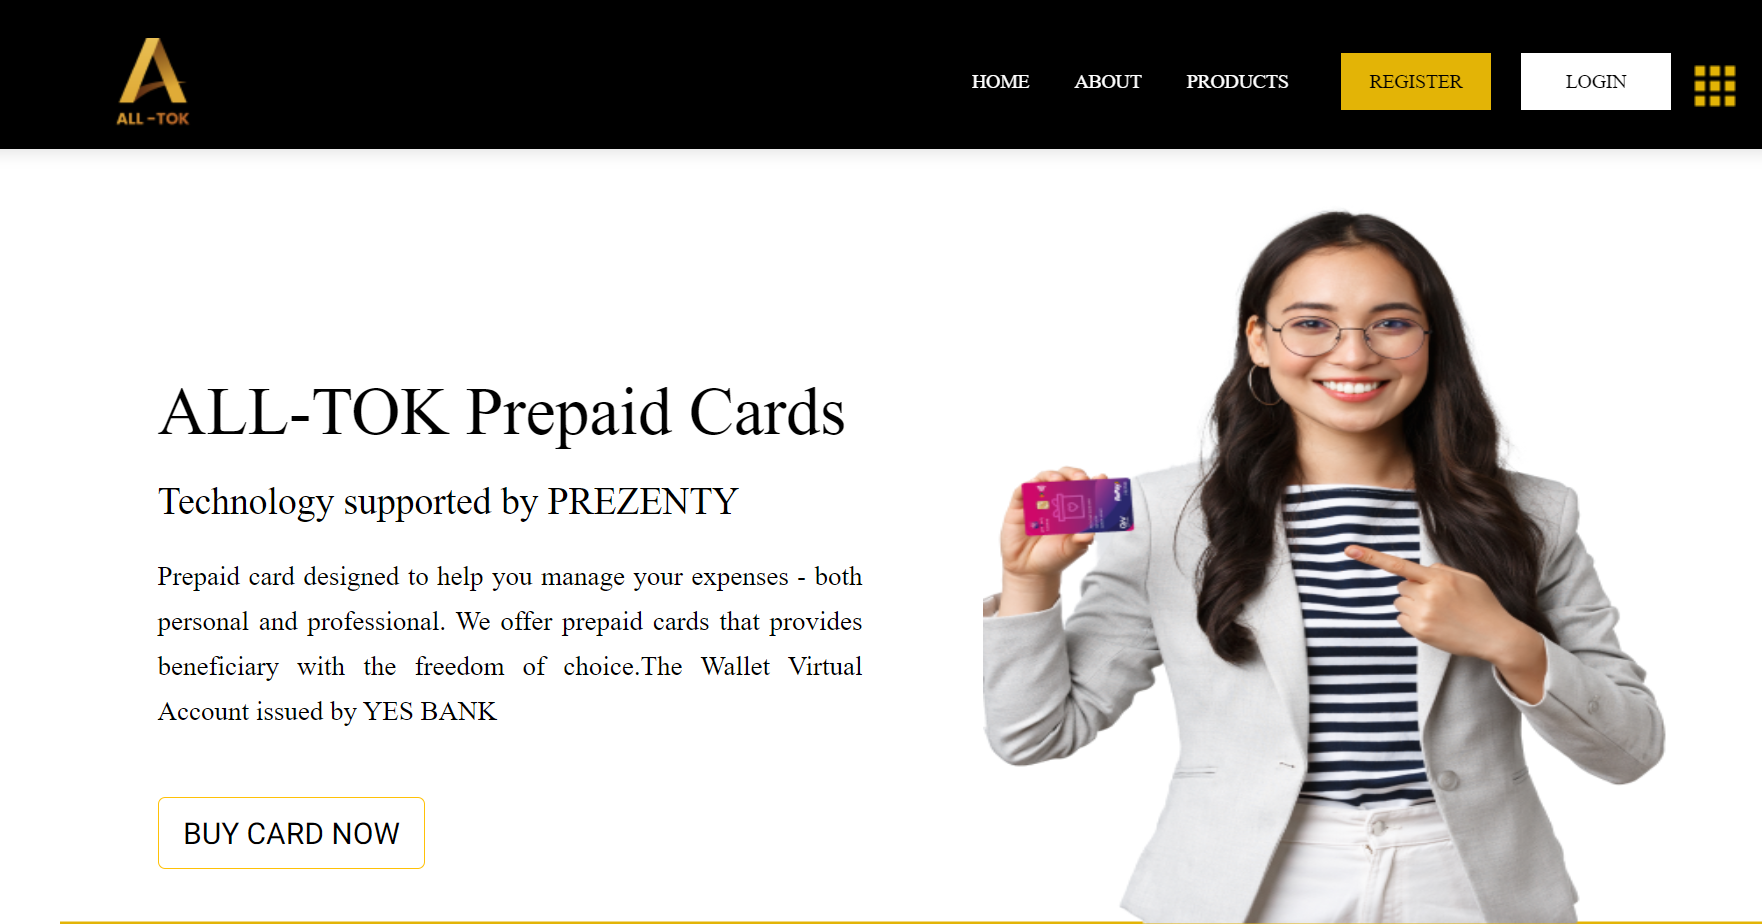 ALL-TOK
HOME ABOUT PRODUCTS REGISTER LOGIN
ALL-TOK Prepaid Cards
Technology supported by PREZENTY
Prepaid card designed to help you manage your expenses - both
personal and professional. We offer prepaid cards that provides
beneficiary with the freedom of choice.The Wallet Virtual
Account issued by YES BANK
BUY CARD NOW
RuPay